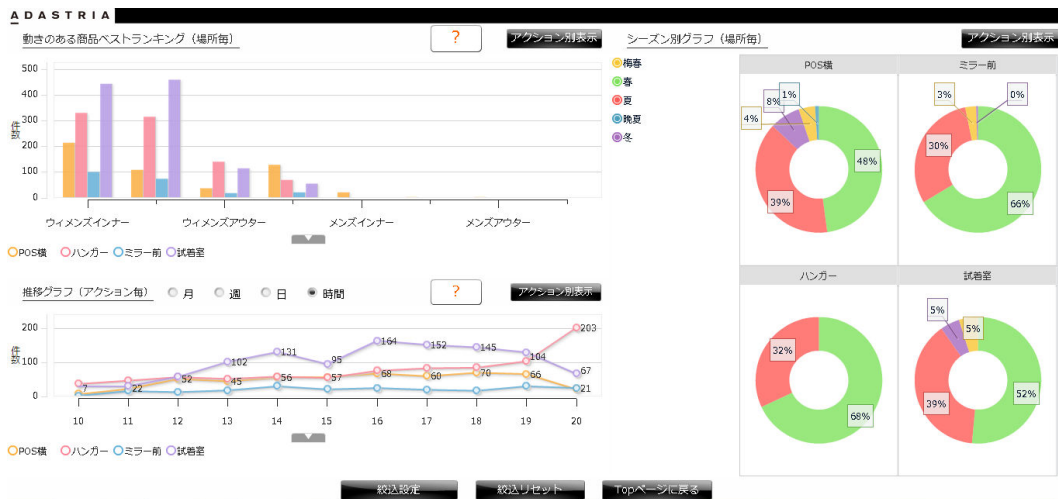 ADASTRIA
動きのある商品ベストランキング（場所毎）
?
アクション別表示
シーズン別グラフ（場所毎）
アクション別表示
件数
500
400
300
200
100
0
ウィメンズインナー
ウィメンズアウター
メンズインナー
メンズアウター
POS横 ハンガー ミラー前 試着室
梅春
春
夏
晩夏
冬
推移グラフ（アクション毎） 月 週 日 時間
?
アクション別表示
件数
200
100
0
7 22 52 45 56 57 68 60 70 66 21
102 131 95 164 152 145 104 203 67
10 11 12 13 14 15 16 17 18 19 20
POS横 ハンガー ミラー前 試着室
POS横
1%
8%
4%
48%
39%
ミラー前
3%
0%
30%
66%
ハンガー
32%
68%
試着室
5%
5%
39%
52%
絞込設定 絞込リセット Topページに戻る